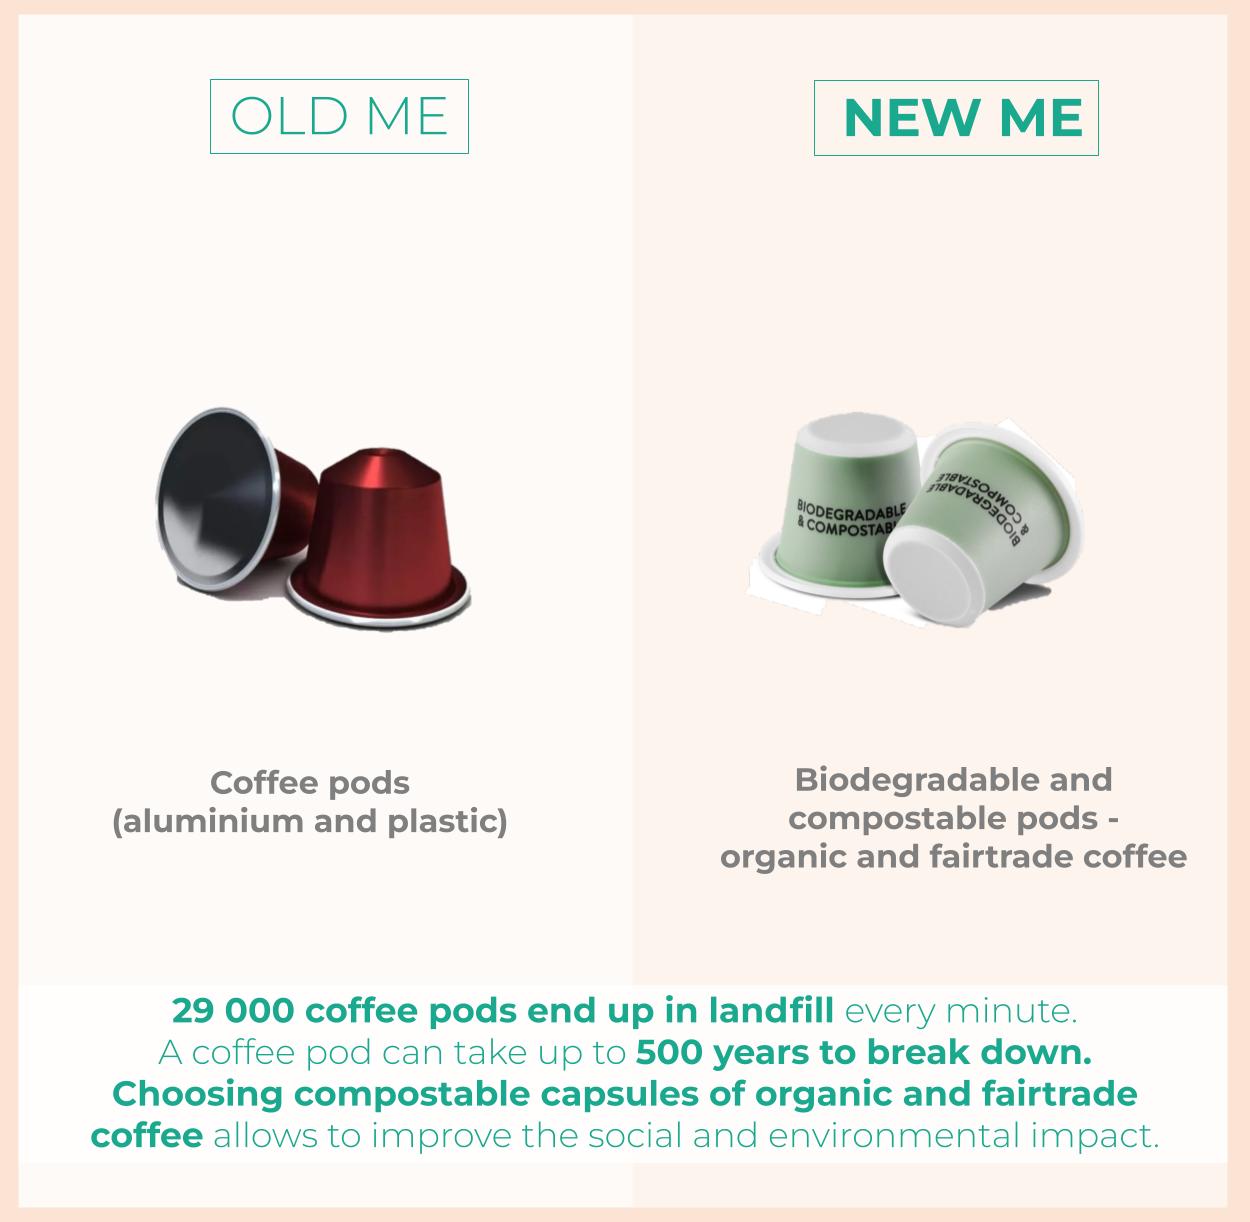 OLD ME
NEW ME
BIODEGRADABLE
& COMPOSTABL
BIODEGRADABLE
& COMPOSTABLE
Coffee pods
(aluminium and plastic)
Biodegradable and
compostable pods -
organic and fairtrade coffee
29 000 coffee pods end up in landfill every minute.
A coffee pod can take up to 500 years to break down.
Choosing compostable capsules of organic and fairtrade
coffee allows to improve the social and environmental impact.